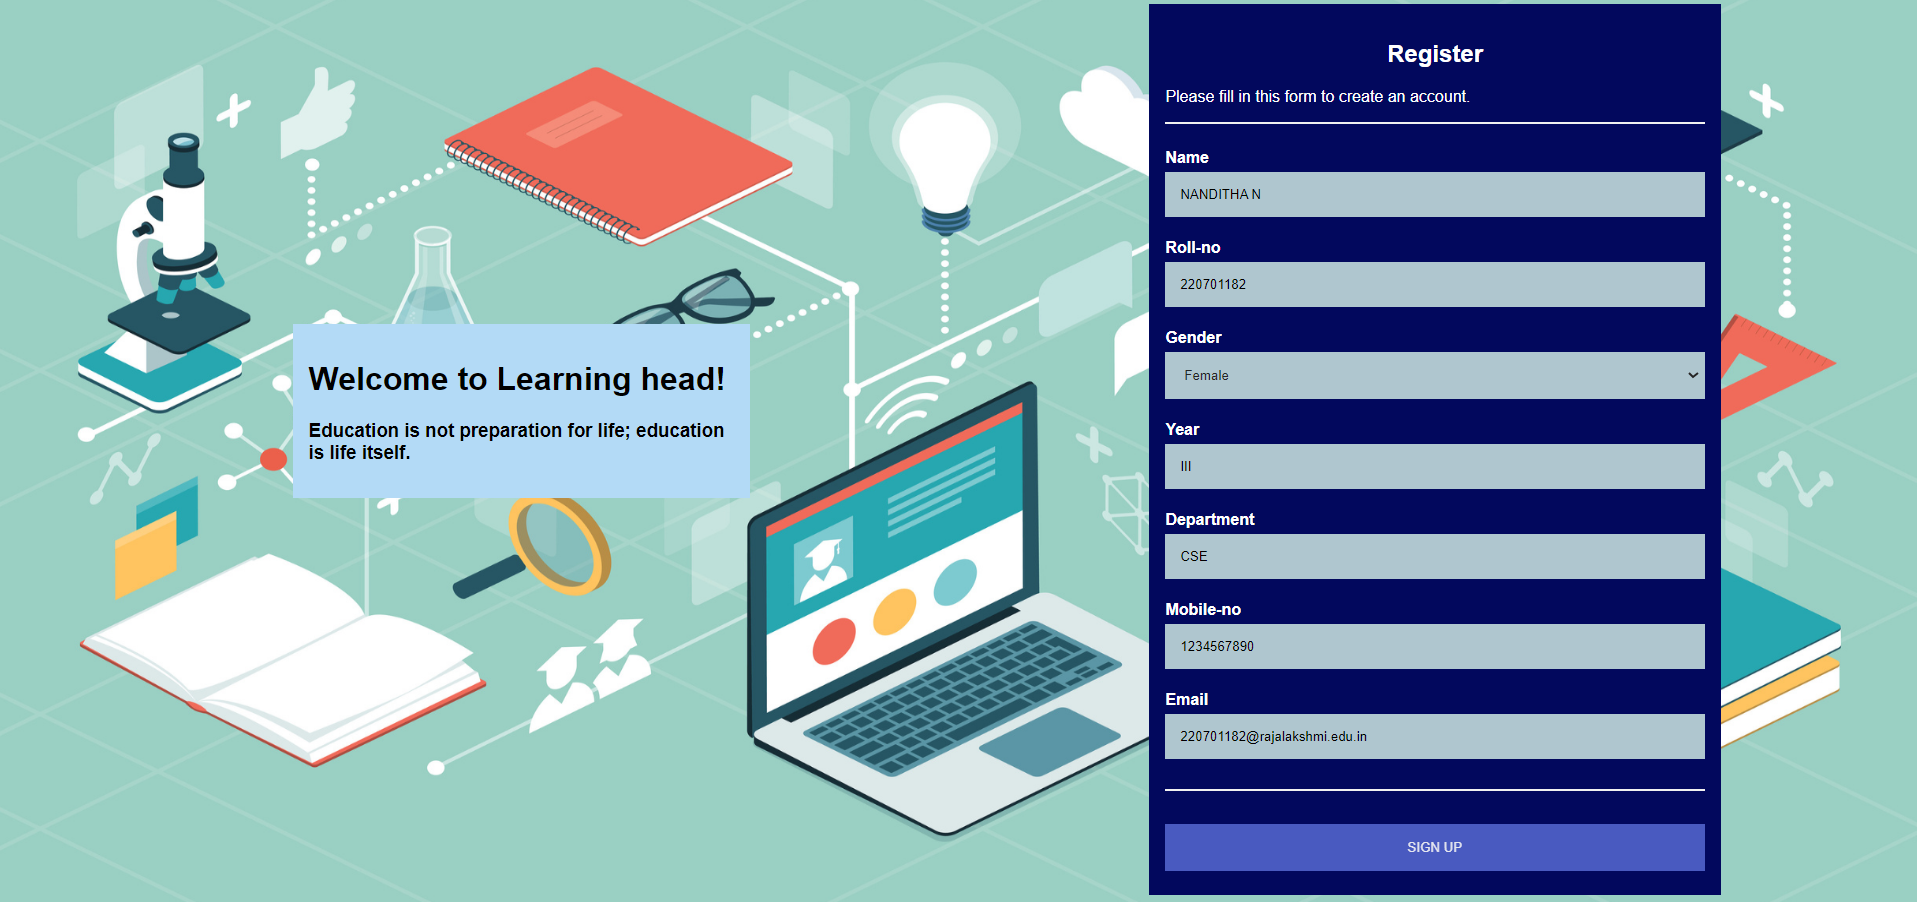 Welcome to Learning head!
Education is not preparation for life; education
is life itself.
Register
Please fill in this form to create an account.
Name
NANDITHA N
Roll-no
220701182
Gender
Female
Year
III
Department
CSE
Mobile-no
1234567890
Email
220701182@rajalakshmi.edu.in
SIGN UP